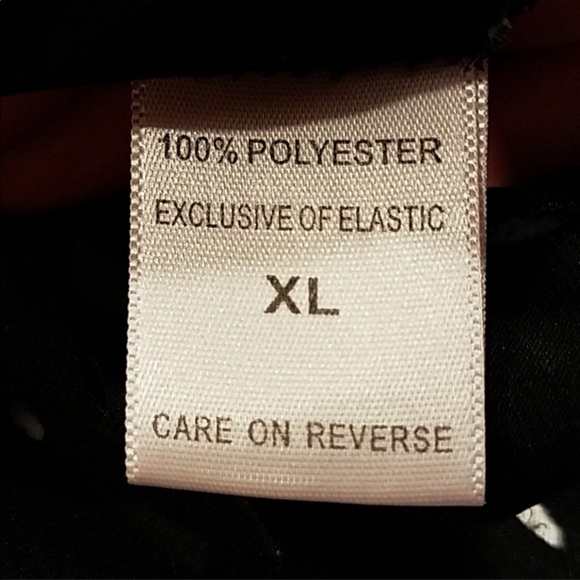 100% POLYESTER
EXCLUSIVE OF ELASTIC
XL
CARE ON REVERSE